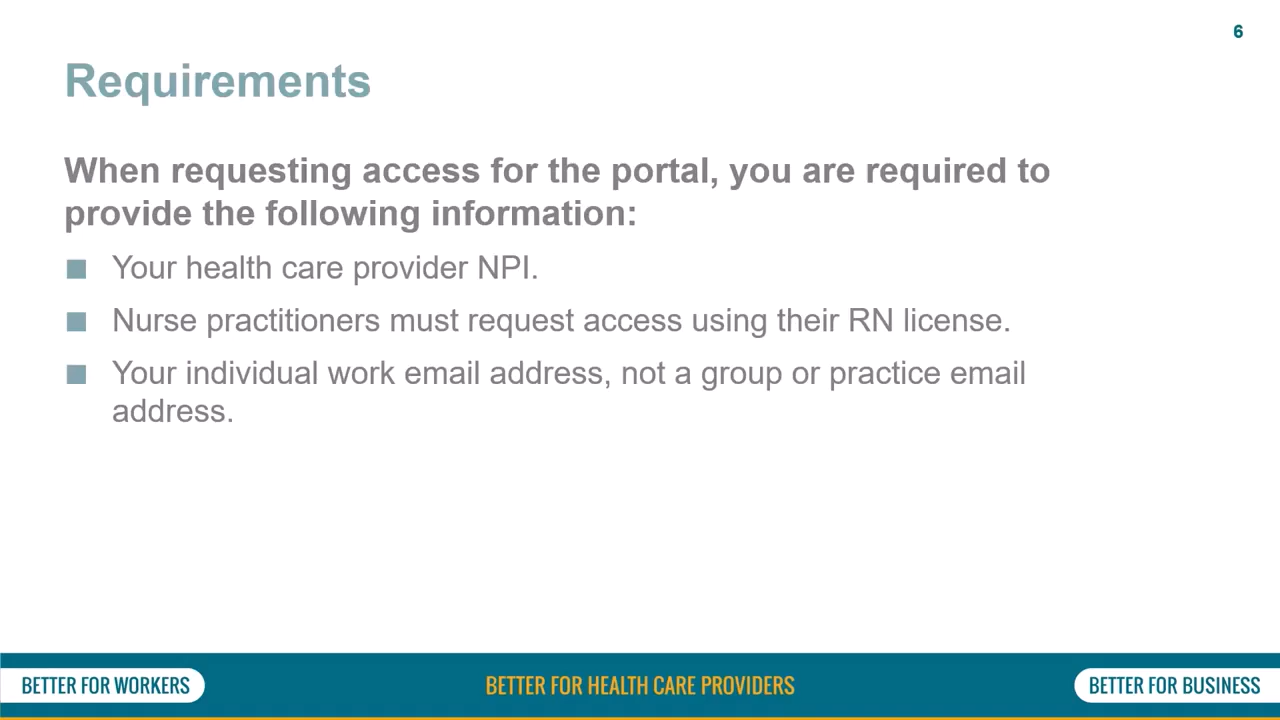 6
Requirements
When requesting access for the portal, you are required to
provide the following information:
Your health care provider NPI.
Nurse practitioners must request access using their RN license.
Your individual work email address, not a group or practice email
address.
BETTER FOR WORKERS
BETTER FOR HEALTH CARE PROVIDERS
BETTER FOR BUSINESS